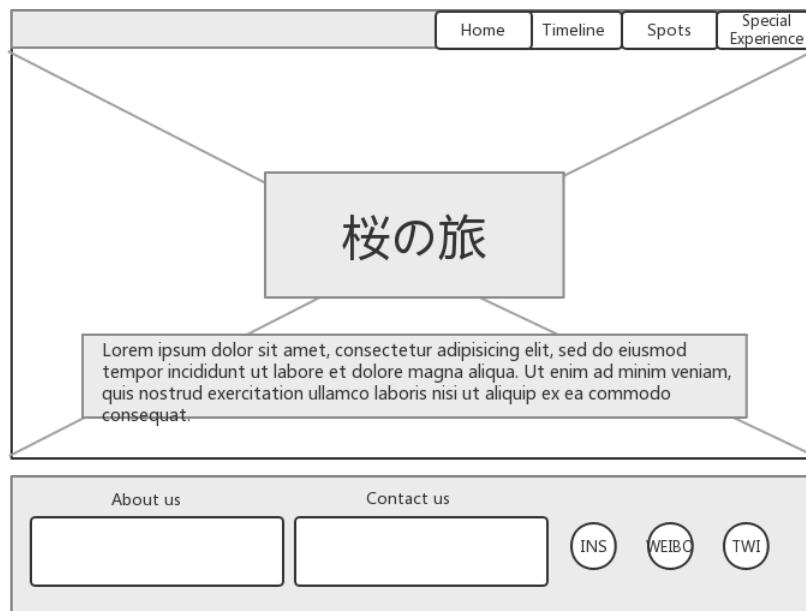 Home
Timeline
Spots
Special
Experience
桜の旅
Lorem ipsum dolor sit amet, consectetur adipisicing elit, sed do eiusmod
tempor incididunt ut labore et dolore magna aliqua. Ut enim ad minim veniam,
quis nostrud exercitation ullamco laboris nisi ut aliquip ex ea commodo
consequat.
About us
Contact us
INS
WEIBO
TWI